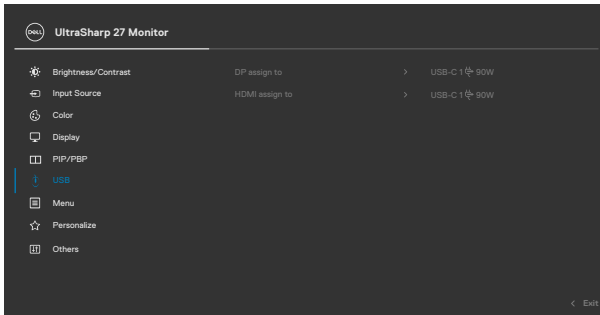 DELL UltraSharp 27 Monitor
Brightness/Contrast DP assign to > USB-C 1 90W
Input Source HDMI assign to > USB-C 1 90W
Color
Display
PIP/PBP
USB
Menu
Personalize
Others
< Exit